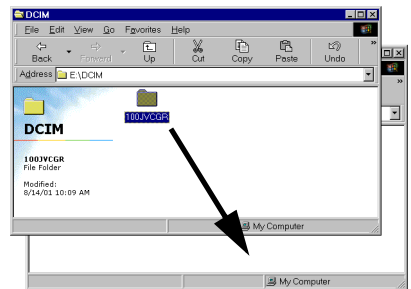 DCIM
File Edit View Go Favorites Help
Back Forward Up Cut Copy Paste Undo »
Address E:\DCIM
»
DCIM
100JVCGR
100JVCGR
File Folder
Modified:
8/14/01 10:09 AM
My Computer
My Computer